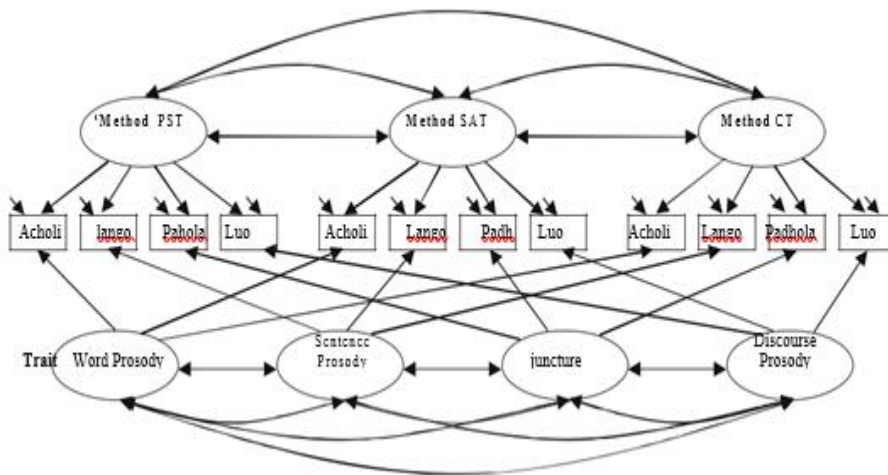 'Method PST
Method SAT
Method CT
Acholi
lango
Pahola
Luo
Acholi
Lango
Padh
Luo
Acholi
Lango
Padhola
Luo
Trait
Word Prosody
Sentence
Prosody
juncture
Discourse
Prosody